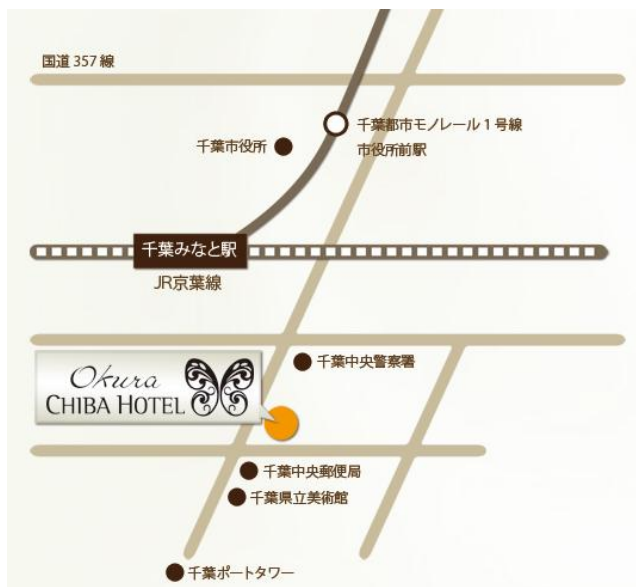 国道 357 線
千葉都市モノレール 1 号線
市役所前駅
千葉市役所
千葉みなと駅
JR京葉線
千葉中央警察署
Okura
CHIBA HOTEL
千葉中央郵便局
千葉県立美術館
千葉ポートタワー